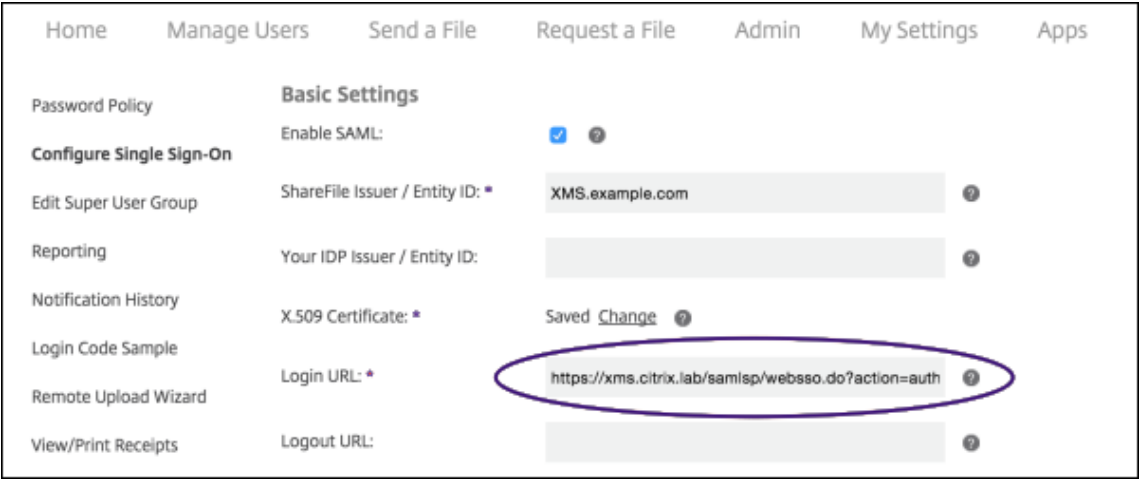 Home Manage Users Send a File Request a File Admin My Settings Apps
Password Policy
Configure Single Sign-On
Edit Super User Group
Reporting
Notification History
Login Code Sample
Remote Upload Wizard
View/Print Receipts
Basic Settings
Enable SAML: ?
ShareFile Issuer / Entity ID: * XMS.example.com ?
Your IDP Issuer / Entity ID: ?
X.509 Certificate: * Saved Change ?
Login URL: * https://xms.citrix.lab/samlsp/websso.do?action=auth ?
Logout URL: ?